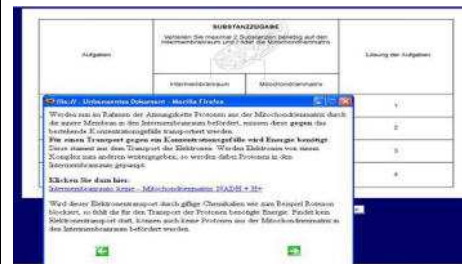 SUBSTANZZUGABE
Verteilen Sie maximal 2 Substanzen beliebig auf den
Intermembranraum und / oder die Mitochondrienmatrix
Aufgaben
Lösung der Aufgaben
Intermembranraum
Mitochondrienmatrix
1
2
3
4
Unbenanntes Dokument - Mozilla Firefox
Werden nun im Rahmen der Atmungskette Protonen aus der Mitochondrienmatrix durch
die innere Membran in den Intermembranraum befördert, müssen diese gegen das
bestehende Konzentrationsgefälle transportiert werden.
Für einen Transport gegen ein Konzentrationsgefälle wird Energie benötigt.
Diese stammt aus dem Transport der Elektronen. Werden Elektronen von einem
Komplex zum anderen weitergegeben, so werden dabei Protonen in den
Intermembranraum gepumpt.
Klicken Sie dazu hier:
Intermembranraum: keine - Mitochondrienmatrix: NADH + H+
Wird dieser Elektronentransport durch giftige Chemikalien wie zum Beispiel Rotenon
blockiert, so fehlt die für den Transport der Protonen benötigte Energie. Findet kein
Elektronentransport statt, können auch keine Protonen aus der Mitochondrienmatrix in
den Intermembranraum befördert werden.